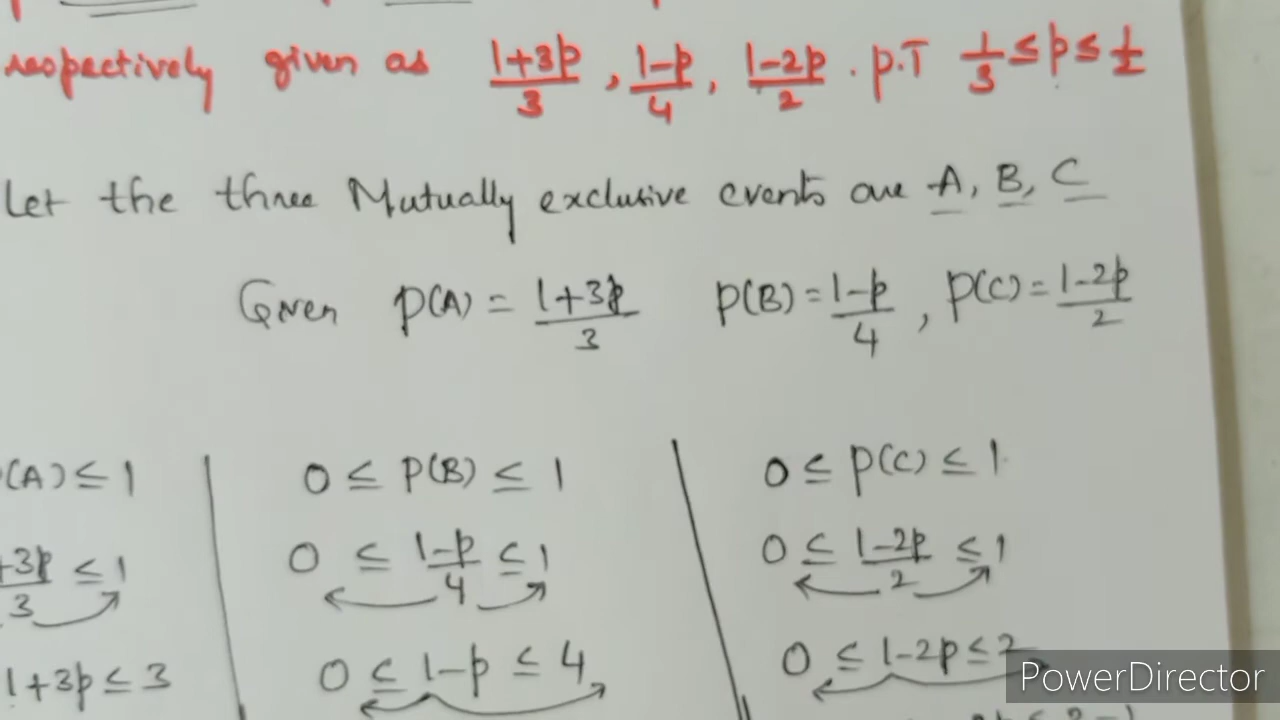 respectively given as (1+3p)/3, (1-p)/4, (1-2p)/2. p.T 1/3 ≤ p ≤ 1/2
Let the three Mutually exclusive events are A, B, C
Given P(A) = (1+3p)/3 P(B) = (1-p)/4, P(C) = (1-2p)/2
(A) ≤ 1 0 ≤ P(B) ≤ 1 0 ≤ P(C) ≤ 1
+3p/3 ≤ 1 0 ≤ (1-p)/4 ≤ 1 0 ≤ (1-2p)/2 ≤ 1
1+3p ≤ 3 0 ≤ 1-p ≤ 4 0 ≤ 1-2p ≤ 2
PowerDirector